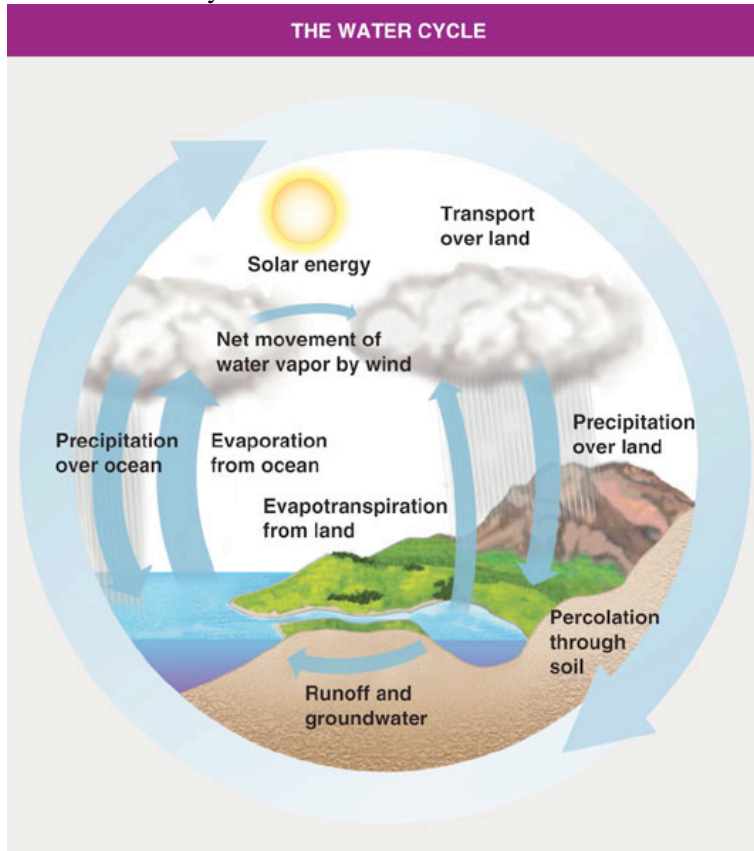 THE WATER CYCLE
Solar energy
Transport
over land
Net movement of
water vapor by wind
Precipitation
over ocean
Evaporation
from ocean
Precipitation
over land
Evapotranspiration
from land
Percolation
through
soil
Runoff and
groundwater